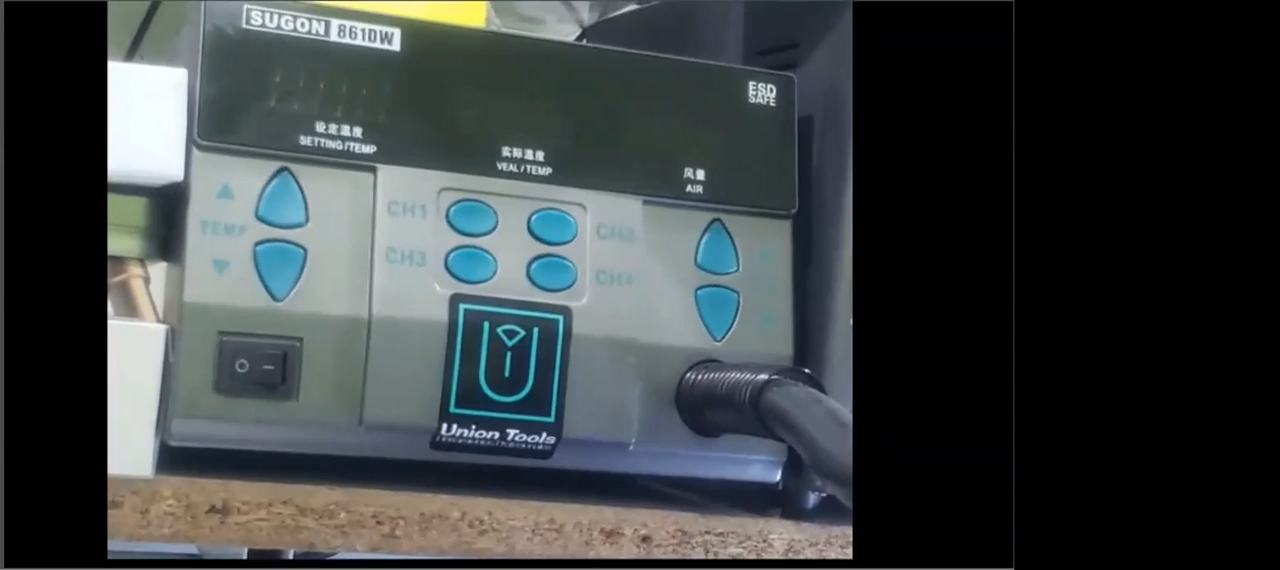 SUGON 861DW
ESD
SAFE
设定温度
SETTING/TEMP
实际温度
VEAL/TEMP
风量
AIR
TEMP
CH1
CH2
CH3
CH4
Union Tools